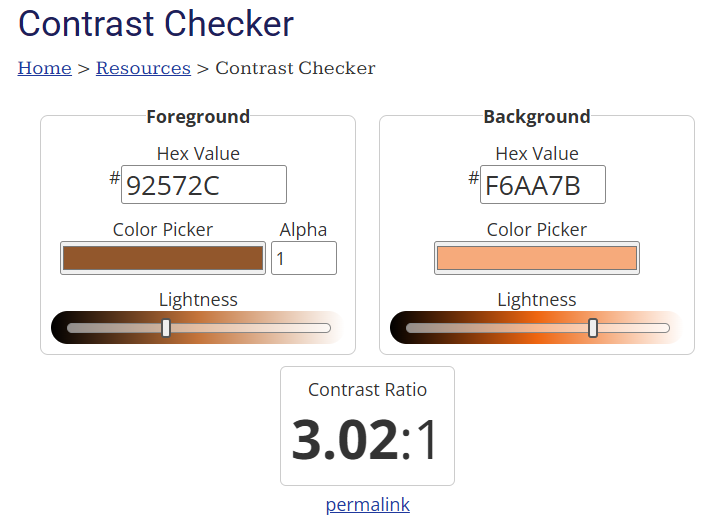 Contrast Checker
Home > Resources > Contrast Checker
Foreground
Hex Value
#92572C
Color Picker
Alpha
1
Lightness
Background
Hex Value
#F6AA7B
Color Picker
Lightness
Contrast Ratio
3.02:1
permalink